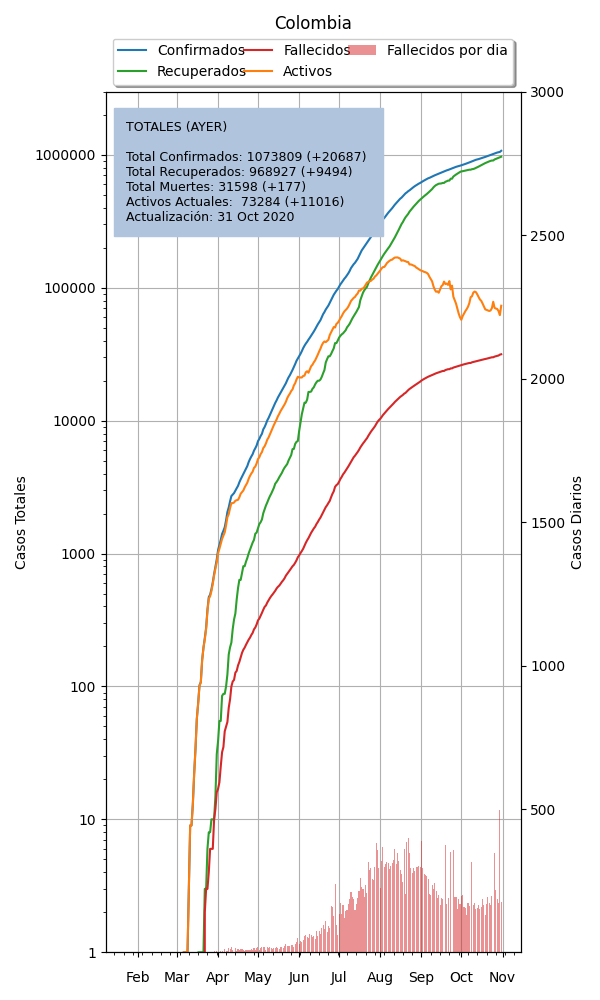 Colombia
Confirmados Fallecidos Fallecidos por dia
Recuperados Activos
TOTALES (AYER)
Total Confirmados: 1073809 (+20687)
Total Recuperados: 968927 (+9494)
Total Muertes: 31598 (+177)
Activos Actuales:  73284 (+11016)
Actualización: 31 Oct 2020
Casos Totales
1000000
100000
10000
1000
100
10
1
3000
2500
2000
1500
1000
500
Casos Diarios
Feb Mar Apr May Jun Jul Aug Sep Oct Nov